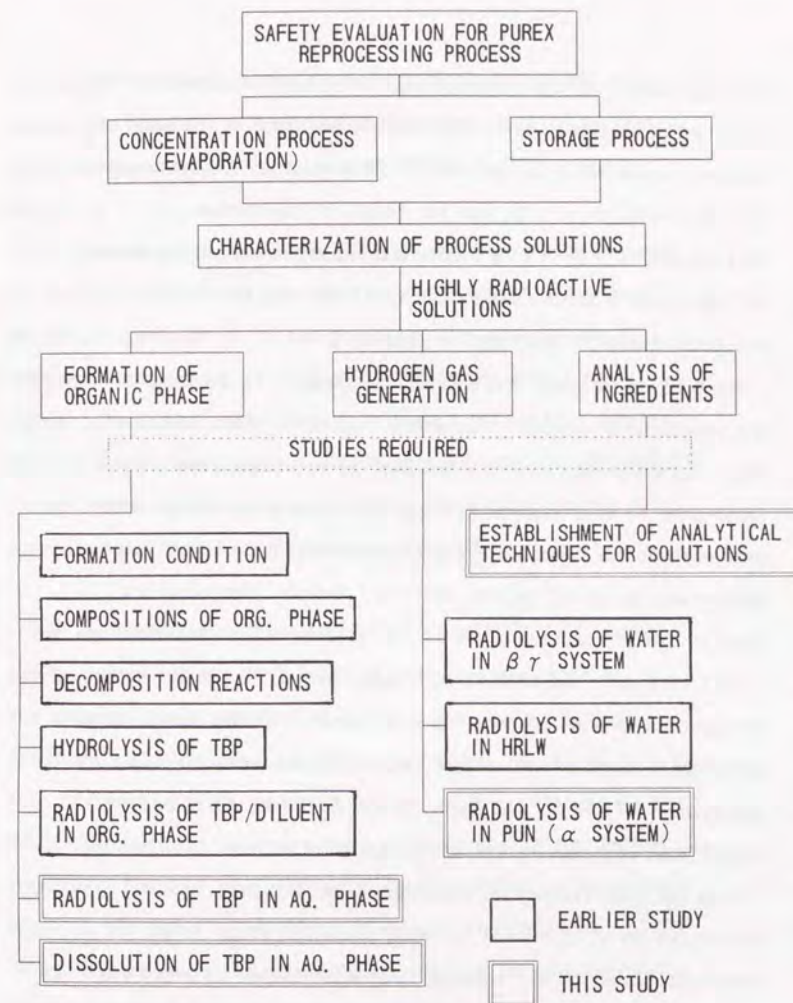 SAFETY EVALUATION FOR PUREX
REPROCESSING PROCESS
CONCENTRATION PROCESS
(EVAPORATION)
STORAGE PROCESS
CHARACTERIZATION OF PROCESS SOLUTIONS
HIGHLY RADIOACTIVE
SOLUTIONS
FORMATION OF
ORGANIC PHASE
HYDROGEN GAS
GENERATION
ANALYSIS OF
INGREDIENTS
STUDIES REQUIRED
FORMATION CONDITION
COMPOSITIONS OF ORG. PHASE
DECOMPOSITION REACTIONS
HYDROLYSIS OF TBP
RADIOLYSIS OF TBP/DILUENT
IN ORG. PHASE
RADIOLYSIS OF TBP IN AQ. PHASE
DISSOLUTION OF TBP IN AQ. PHASE
ESTABLISHMENT OF ANALYTICAL
TECHNIQUES FOR SOLUTIONS
RADIOLYSIS OF WATER
IN βγ SYSTEM
RADIOLYSIS OF WATER
IN HRLW
RADIOLYSIS OF WATER
IN PUN (α SYSTEM)
EARLIER STUDY
THIS STUDY